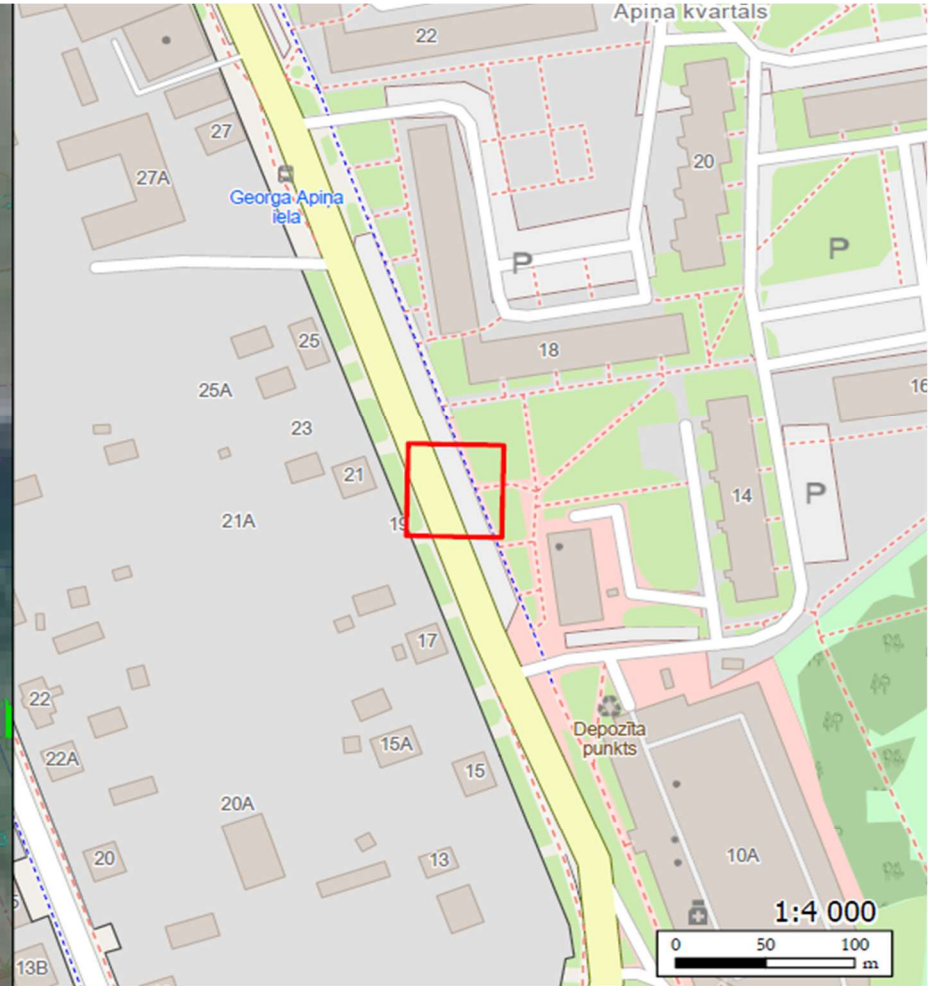 Apiņa kvartāls
22
27
20
27A
Georga Apiņa
iela
P
P
25
18
25A
16
23
21
14
P
21A
19
17
22
Depozīta
punkts
22A
15A
15
20A
20
13
10A
1:4 000
0 50 100
m
13B